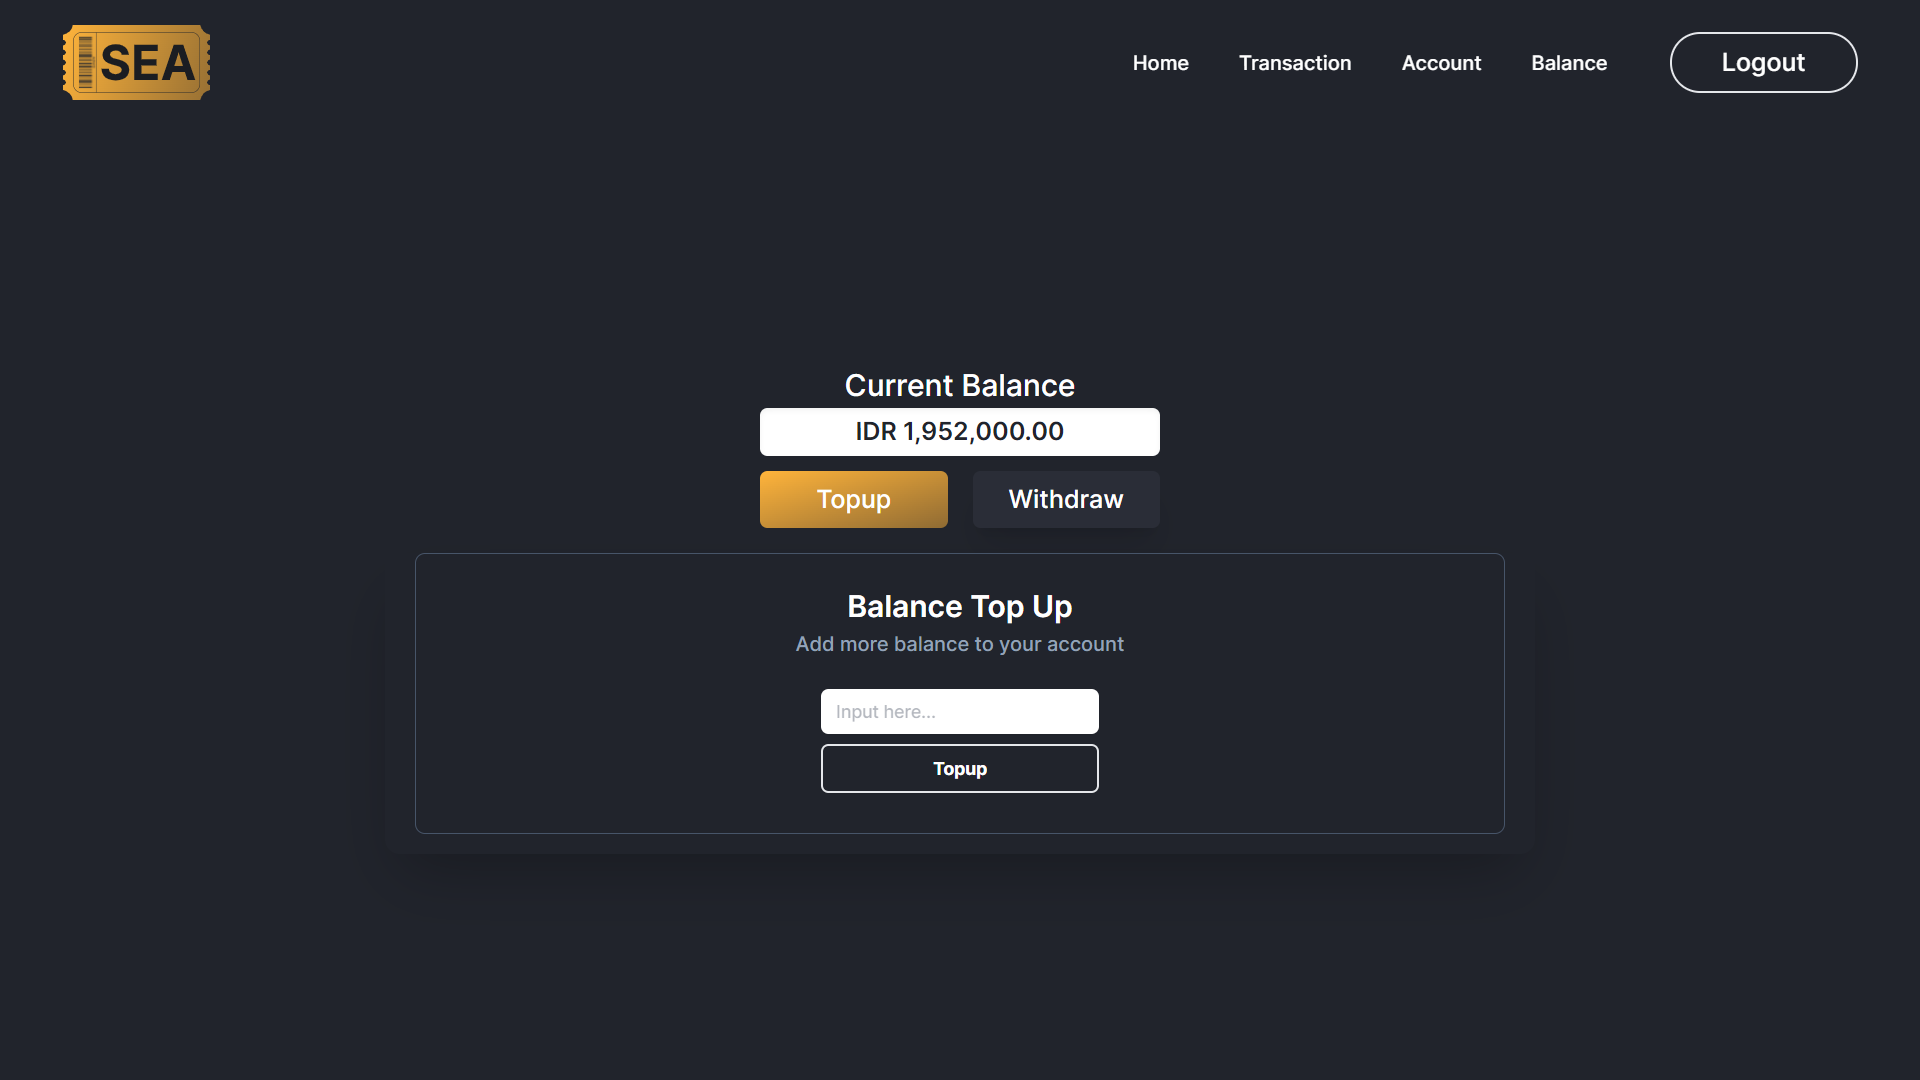 SEA
Home Transaction Account Balance Logout
Current Balance
IDR 1,952,000.00
Topup Withdraw
Balance Top Up
Add more balance to your account
Input here...
Topup